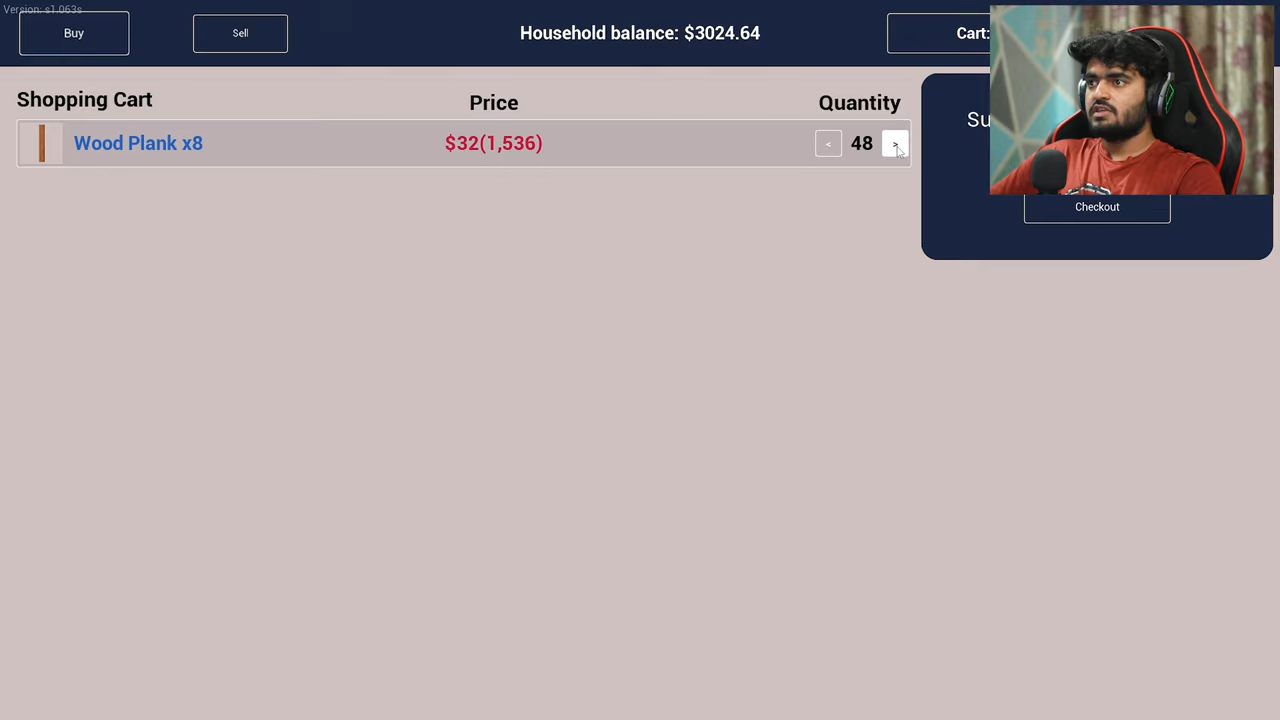 Version: s1.063s
Buy
Sell
Household balance: $3024.64
Cart:
Shopping Cart
Price
Quantity
Wood Plank x8
$32(1,536)
<
48
>
Su
Checkout